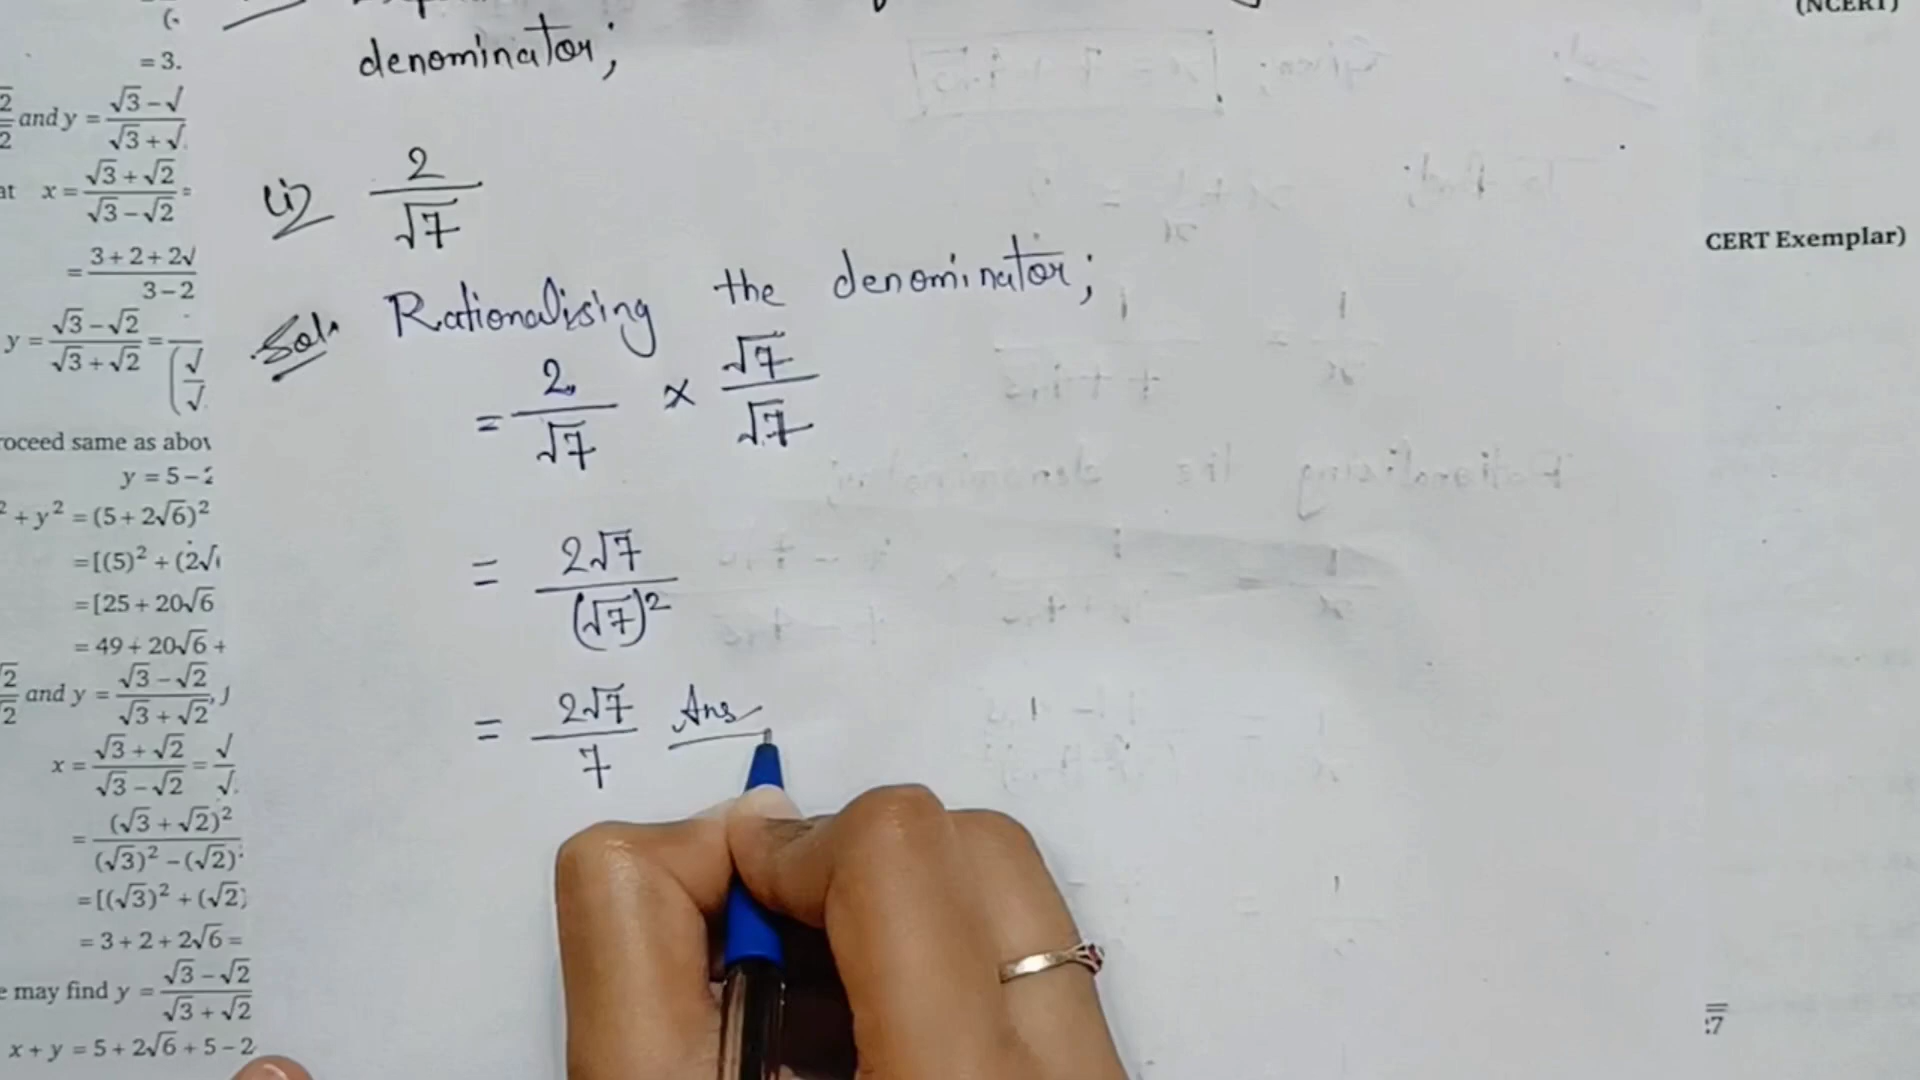 denominator;
(i) 2/√7
Sol. Rationalising the denominator;
= 2/√7 × √7/√7
= 2√7/(√7)²
= 2√7/7 Ans
= 3.
and y = √3 − √/√3 + √
x = √3 + √2/√3 − √2 =
= 3 + 2 + 2√/3 − 2
y = √3 − √2/√3 + √2 =
same as
y = 5 −
+ y² = (5 + 2√6)²
= [(5)² + (2√
= [25 + 20√6
= 49 + 20√6 +
and y = √3 − √2/√3 + √2,
x = √3 + √2/√3 − √2 = √/√
= (√3 + √2)²/(√3)² − (√2)
= [(√3)² + (√2)
= 3 + 2 + 2√6 =
may find y = √3 − √2/√3 + √2
x + y = 5 + 2√6 + 5 − 2
(NCERT)
CERT Exemplar)
:7